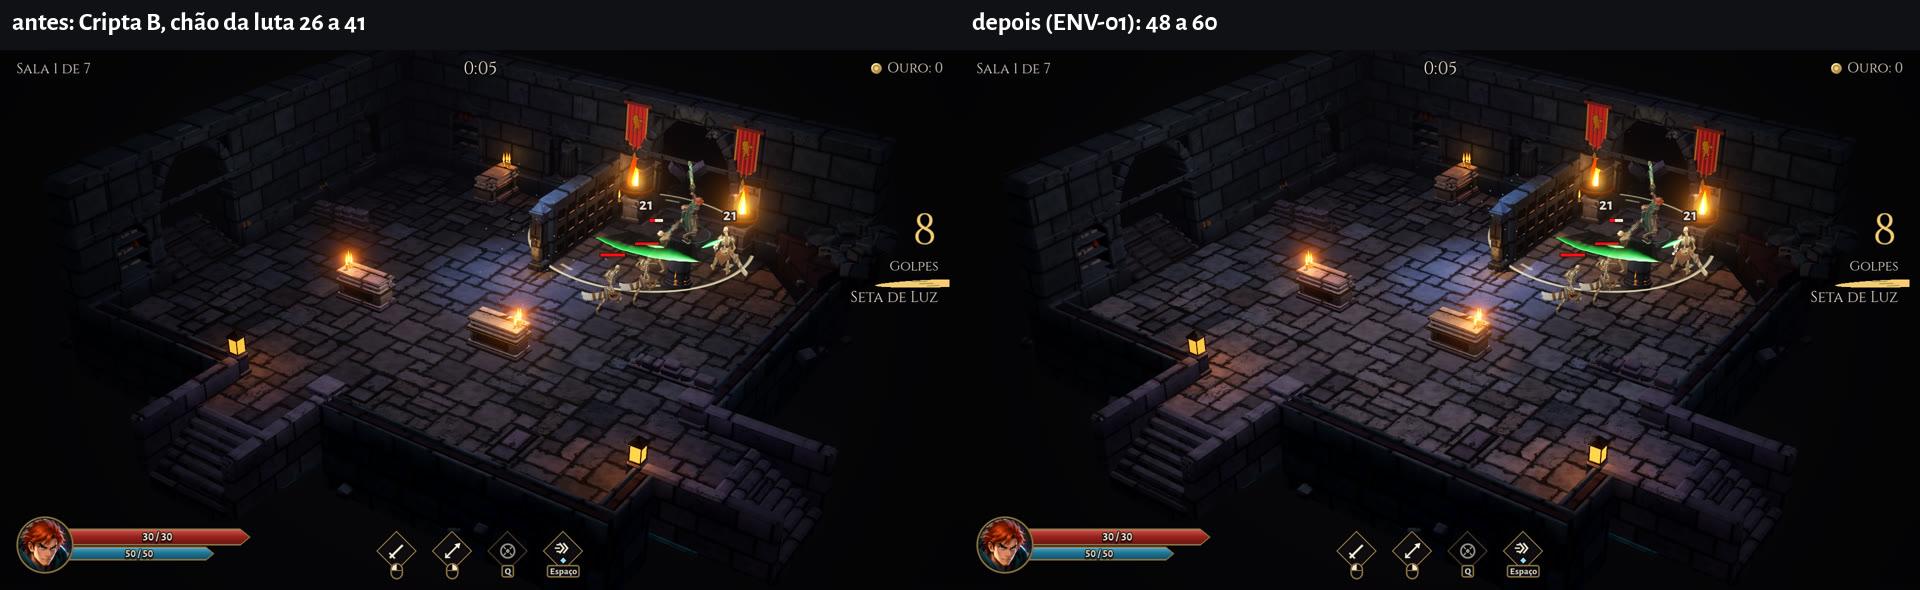 antes: Cripta B, chão da luta 26 a 41
Sala 1 de 7
0:05
Ouro: 0
21
21
8
Golpes
Seta de Luz
30/30
50/50
Q
Espaço
depois (ENV-01): 48 a 60
Sala 1 de 7
0:05
Ouro: 0
21
21
8
Golpes
Seta de Luz
30/30
50/50
Q
Espaço